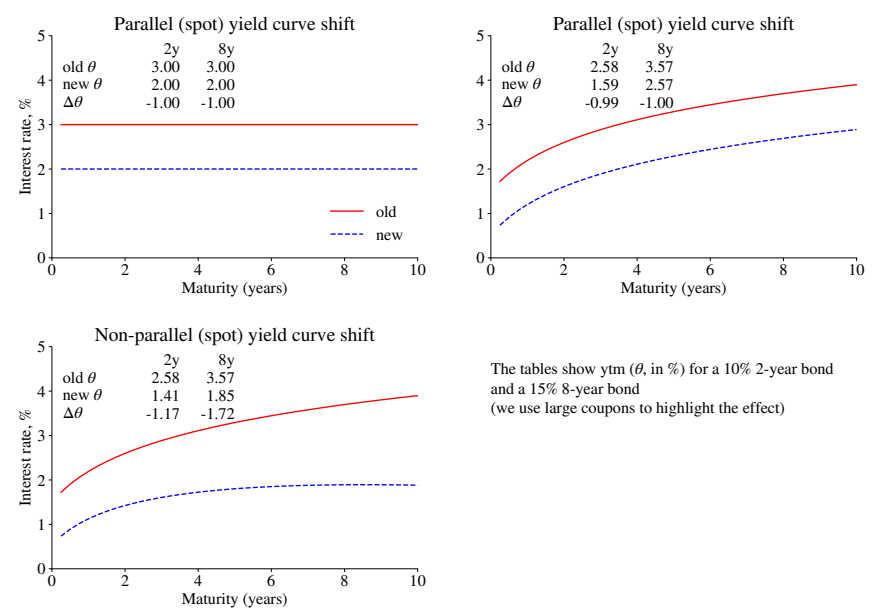 Parallel (spot) yield curve shift
5
4
3
2
1
0
Interest rate, %
2y 8y
old θ 3.00 3.00
new θ 2.00 2.00
Δθ -1.00 -1.00
old
new
0 2 4 6 8 10
Maturity (years)
Parallel (spot) yield curve shift
5
4
3
2
1
0
2y 8y
old θ 2.58 3.57
new θ 1.59 2.57
Δθ -0.99 -1.00
0 2 4 6 8 10
Maturity (years)
Non-parallel (spot) yield curve shift
5
4
3
2
1
0
Interest rate, %
2y 8y
old θ 2.58 3.57
new θ 1.41 1.85
Δθ -1.17 -1.72
0 2 4 6 8 10
Maturity (years)
The tables show ytm (θ, in %) for a 10% 2-year bond
and a 15% 8-year bond
(we use large coupons to highlight the effect)